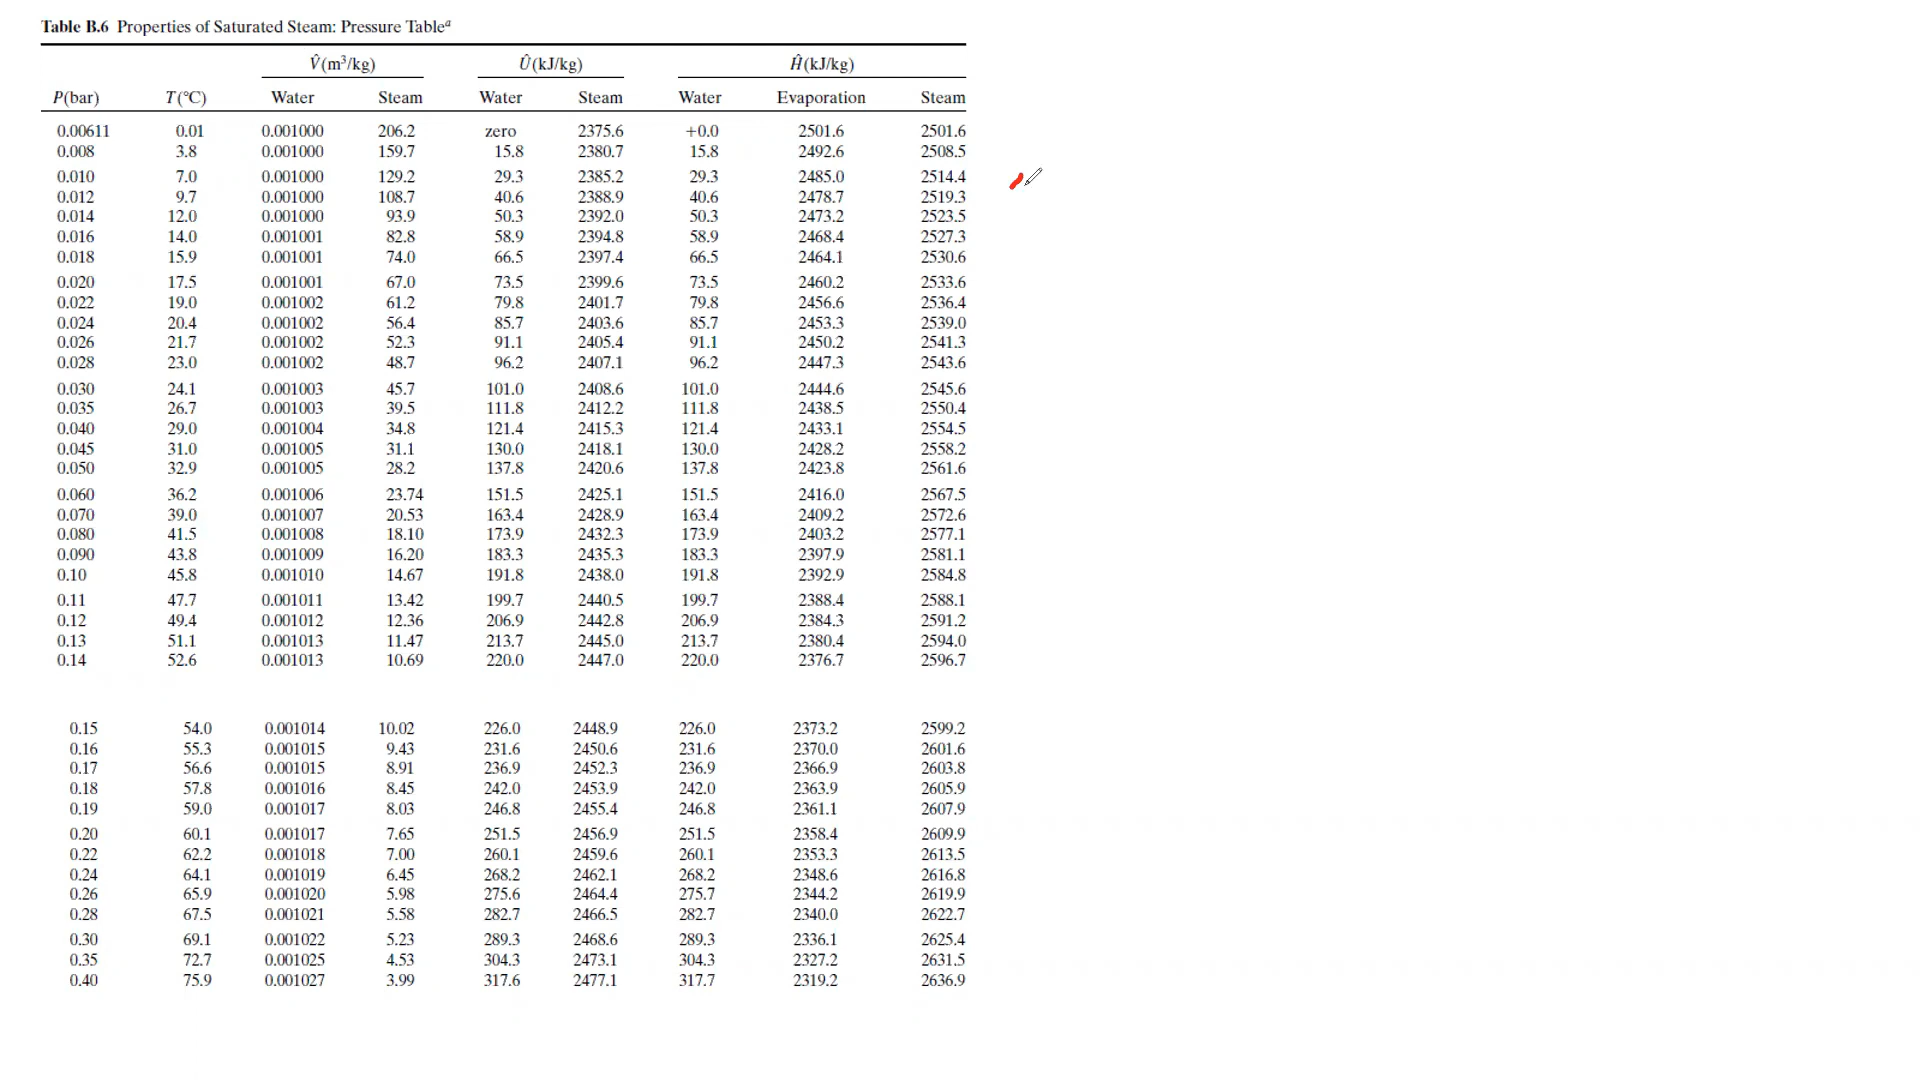 Table B.6 Properties of Saturated Steam: Pressure Tableᵃ
V̂(m³/kg) Û(kJ/kg) Ĥ(kJ/kg)
P(bar) T(°C) Water Steam Water Steam Water Evaporation Steam
0.00611 0.01 0.001000 206.2 zero 2375.6 +0.0 2501.6 2501.6
0.008 3.8 0.001000 159.7 15.8 2380.7 15.8 2492.6 2508.5
0.010 7.0 0.001000 129.2 29.3 2385.2 29.3 2485.0 2514.4
0.012 9.7 0.001000 108.7 40.6 2388.9 40.6 2478.7 2519.3
0.014 12.0 0.001000 93.9 50.3 2392.0 50.3 2473.2 2523.5
0.016 14.0 0.001001 82.8 58.9 2394.8 58.9 2468.4 2527.3
0.018 15.9 0.001001 74.0 66.5 2397.4 66.5 2464.1 2530.6
0.020 17.5 0.001001 67.0 73.5 2399.6 73.5 2460.2 2533.6
0.022 19.0 0.001002 61.2 79.8 2401.7 79.8 2456.6 2536.4
0.024 20.4 0.001002 56.4 85.7 2403.6 85.7 2453.3 2539.0
0.026 21.7 0.001002 52.3 91.1 2405.4 91.1 2450.2 2541.3
0.028 23.0 0.001002 48.7 96.2 2407.1 96.2 2447.3 2543.6
0.030 24.1 0.001003 45.7 101.0 2408.6 101.0 2444.6 2545.6
0.035 26.7 0.001003 39.5 111.8 2412.2 111.8 2438.5 2550.4
0.040 29.0 0.001004 34.8 121.4 2415.3 121.4 2433.1 2554.5
0.045 31.0 0.001005 31.1 130.0 2418.1 130.0 2428.2 2558.2
0.050 32.9 0.001005 28.2 137.8 2420.6 137.8 2423.8 2561.6
0.060 36.2 0.001006 23.74 151.5 2425.1 151.5 2416.0 2567.5
0.070 39.0 0.001007 20.53 163.4 2428.9 163.4 2409.2 2572.6
0.080 41.5 0.001008 18.10 173.9 2432.3 173.9 2403.2 2577.1
0.090 43.8 0.001009 16.20 183.3 2435.3 183.3 2397.9 2581.1
0.10 45.8 0.001010 14.67 191.8 2438.0 191.8 2392.9 2584.8
0.11 47.7 0.001011 13.42 199.7 2440.5 199.7 2388.4 2588.1
0.12 49.4 0.001012 12.36 206.9 2442.8 206.9 2384.3 2591.2
0.13 51.1 0.001013 11.47 213.7 2445.0 213.7 2380.4 2594.0
0.14 52.6 0.001013 10.69 220.0 2447.0 220.0 2376.7 2596.7
0.15 54.0 0.001014 10.02 226.0 2448.9 226.0 2373.2 2599.2
0.16 55.3 0.001015 9.43 231.6 2450.6 231.6 2370.0 2601.6
0.17 56.6 0.001015 8.91 236.9 2452.3 236.9 2366.9 2603.8
0.18 57.8 0.001016 8.45 242.0 2453.9 242.0 2363.9 2605.9
0.19 59.0 0.001017 8.03 246.8 2455.4 246.8 2361.1 2607.9
0.20 60.1 0.001017 7.65 251.5 2456.9 251.5 2358.4 2609.9
0.22 62.2 0.001018 7.00 260.1 2459.6 260.1 2353.3 2613.5
0.24 64.1 0.001019 6.45 268.2 2462.1 268.2 2348.6 2616.8
0.26 65.9 0.001020 5.98 275.6 2464.4 275.7 2344.2 2619.9
0.28 67.5 0.001021 5.58 282.7 2466.5 282.7 2340.0 2622.7
0.30 69.1 0.001022 5.23 289.3 2468.6 289.3 2336.1 2625.4
0.35 72.7 0.001025 4.53 304.3 2473.1 304.3 2327.2 2631.5
0.40 75.9 0.001027 3.99 317.6 2477.1 317.7 2319.2 2636.9